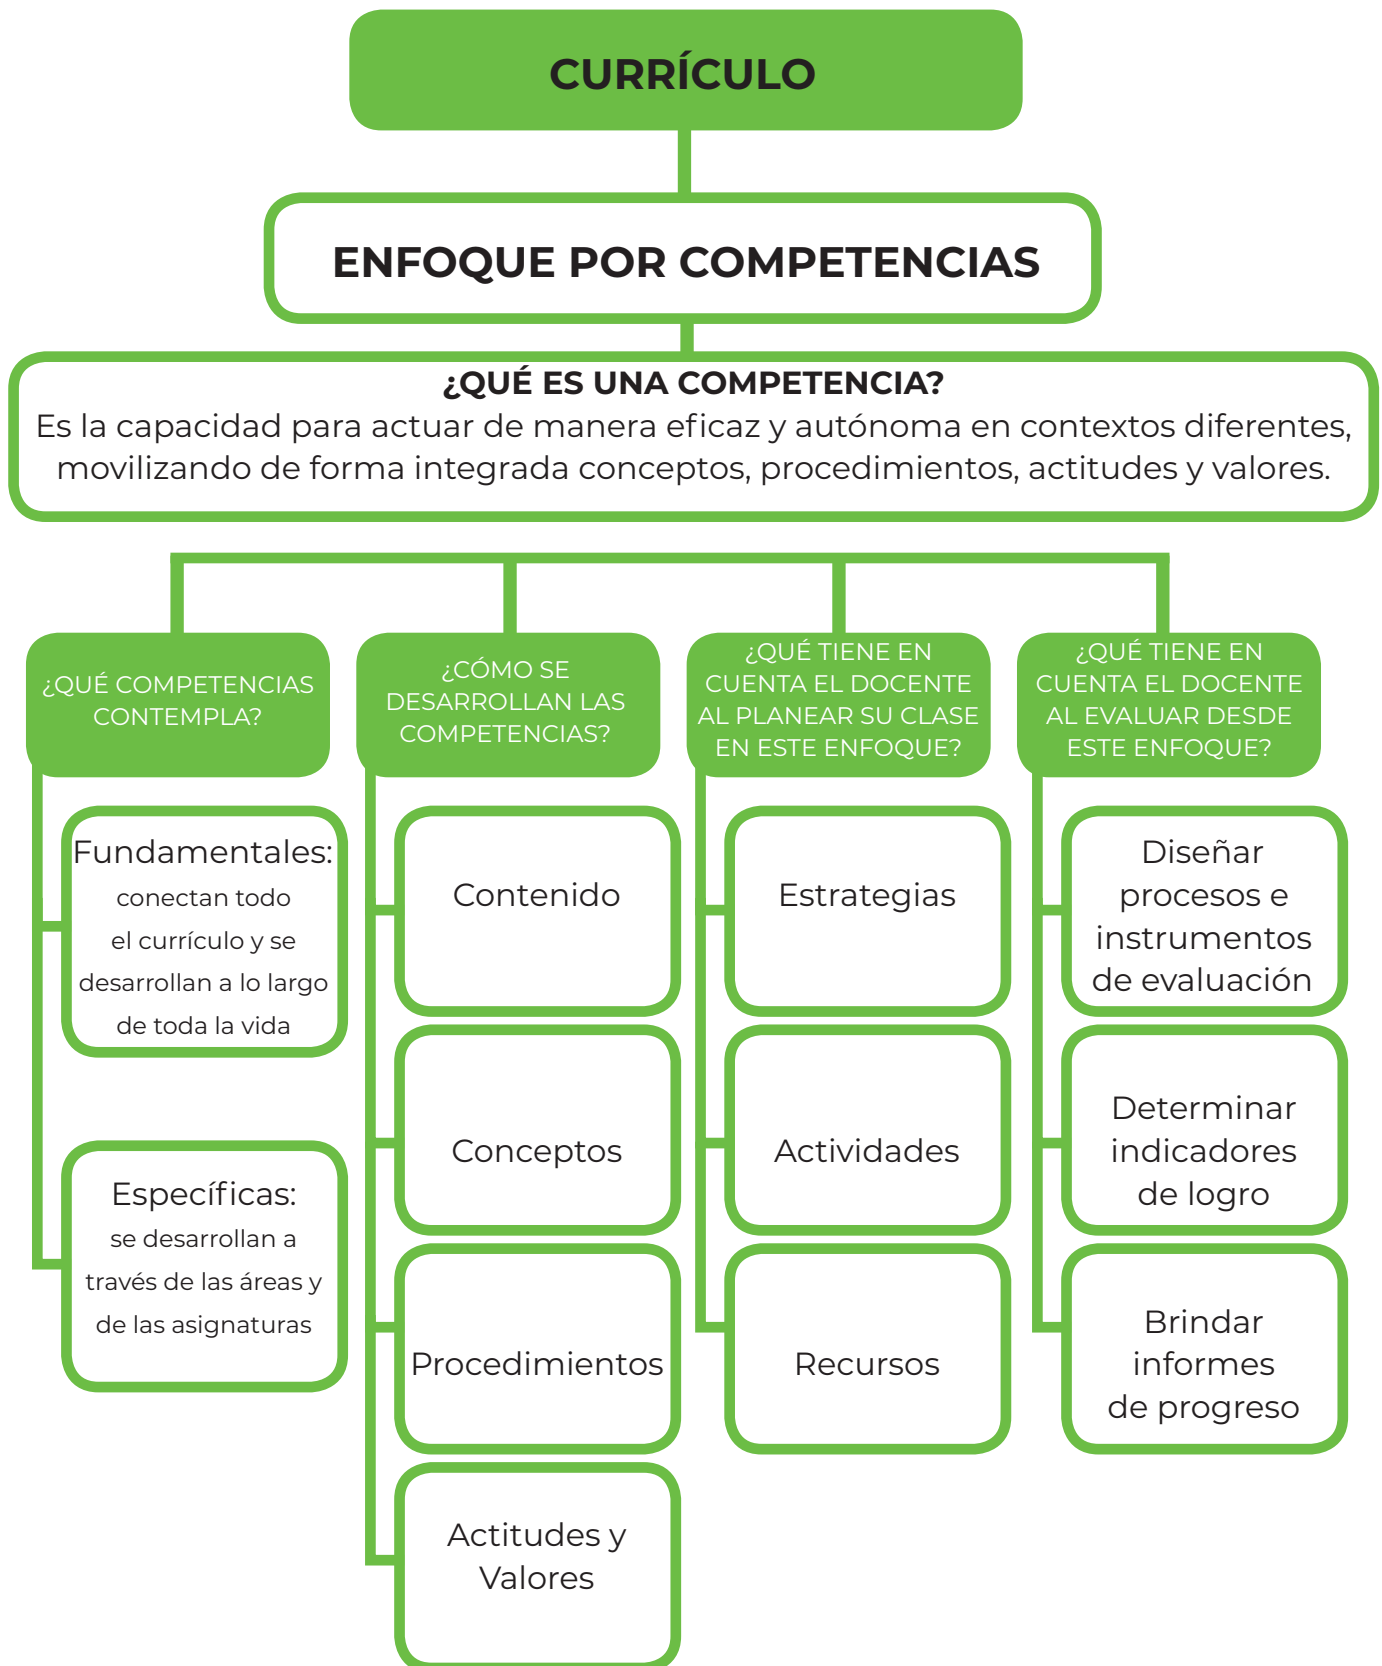 CURRÍCULO
ENFOQUE POR COMPETENCIAS
¿QUÉ ES UNA COMPETENCIA?
Es la capacidad para actuar de manera eficaz y autónoma en contextos diferentes,
movilizando de forma integrada conceptos, procedimientos, actitudes y valores.
¿QUÉ COMPETENCIAS
CONTEMPLA?
Fundamentales:
conectan todo
el currículo y se
desarrollan a lo largo
de toda la vida
Específicas:
se desarrollan a
través de las áreas y
de las asignaturas
¿CÓMO SE
DESARROLLAN LAS
COMPETENCIAS?
Contenido
Conceptos
Procedimientos
Actitudes y
Valores
¿QUÉ TIENE EN
CUENTA EL DOCENTE
AL PLANEAR SU CLASE
EN ESTE ENFOQUE?
Estrategias
Actividades
Recursos
¿QUÉ TIENE EN
CUENTA EL DOCENTE
AL EVALUAR DESDE
ESTE ENFOQUE?
Diseñar
procesos e
instrumentos
de evaluación
Determinar
indicadores
de logro
Brindar
informes
de progreso